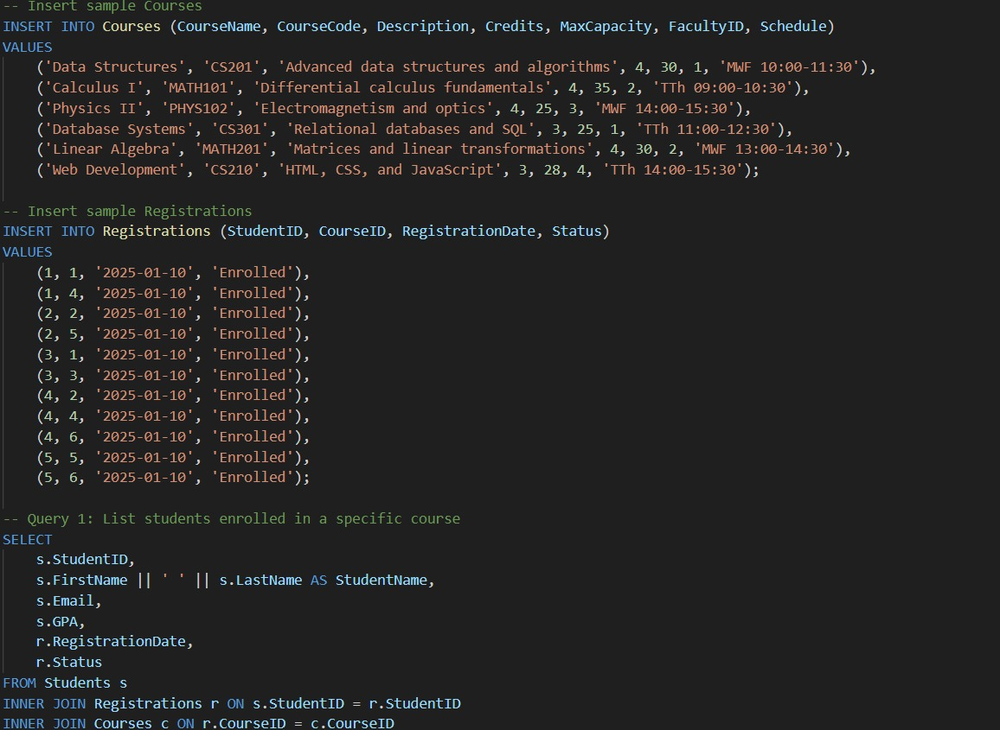 -- Insert sample Courses
INSERT INTO Courses (CourseName, CourseCode, Description, Credits, MaxCapacity, FacultyID, Schedule)
VALUES
    ('Data Structures', 'CS201', 'Advanced data structures and algorithms', 4, 30, 1, 'MWF 10:00-11:30'),
    ('Calculus I', 'MATH101', 'Differential calculus fundamentals', 4, 35, 2, 'TTh 09:00-10:30'),
    ('Physics II', 'PHYS102', 'Electromagnetism and optics', 4, 25, 3, 'MWF 14:00-15:30'),
    ('Database Systems', 'CS301', 'Relational databases and SQL', 3, 25, 1, 'TTh 11:00-12:30'),
    ('Linear Algebra', 'MATH201', 'Matrices and linear transformations', 4, 30, 2, 'MWF 13:00-14:30'),
    ('Web Development', 'CS210', 'HTML, CSS, and JavaScript', 3, 28, 4, 'TTh 14:00-15:30');

-- Insert sample Registrations
INSERT INTO Registrations (StudentID, CourseID, RegistrationDate, Status)
VALUES
    (1, 1, '2025-01-10', 'Enrolled'),
    (1, 4, '2025-01-10', 'Enrolled'),
    (2, 2, '2025-01-10', 'Enrolled'),
    (2, 5, '2025-01-10', 'Enrolled'),
    (3, 1, '2025-01-10', 'Enrolled'),
    (3, 3, '2025-01-10', 'Enrolled'),
    (4, 2, '2025-01-10', 'Enrolled'),
    (4, 4, '2025-01-10', 'Enrolled'),
    (4, 6, '2025-01-10', 'Enrolled'),
    (5, 5, '2025-01-10', 'Enrolled'),
    (5, 6, '2025-01-10', 'Enrolled');

-- Query 1: List students enrolled in a specific course
SELECT
    s.StudentID,
    s.FirstName || ' ' || s.LastName AS StudentName,
    s.Email,
    s.GPA,
    r.RegistrationDate,
    r.Status
FROM Students s
INNER JOIN Registrations r ON s.StudentID = r.StudentID
INNER JOIN Courses c ON r.CourseID = c.CourseID